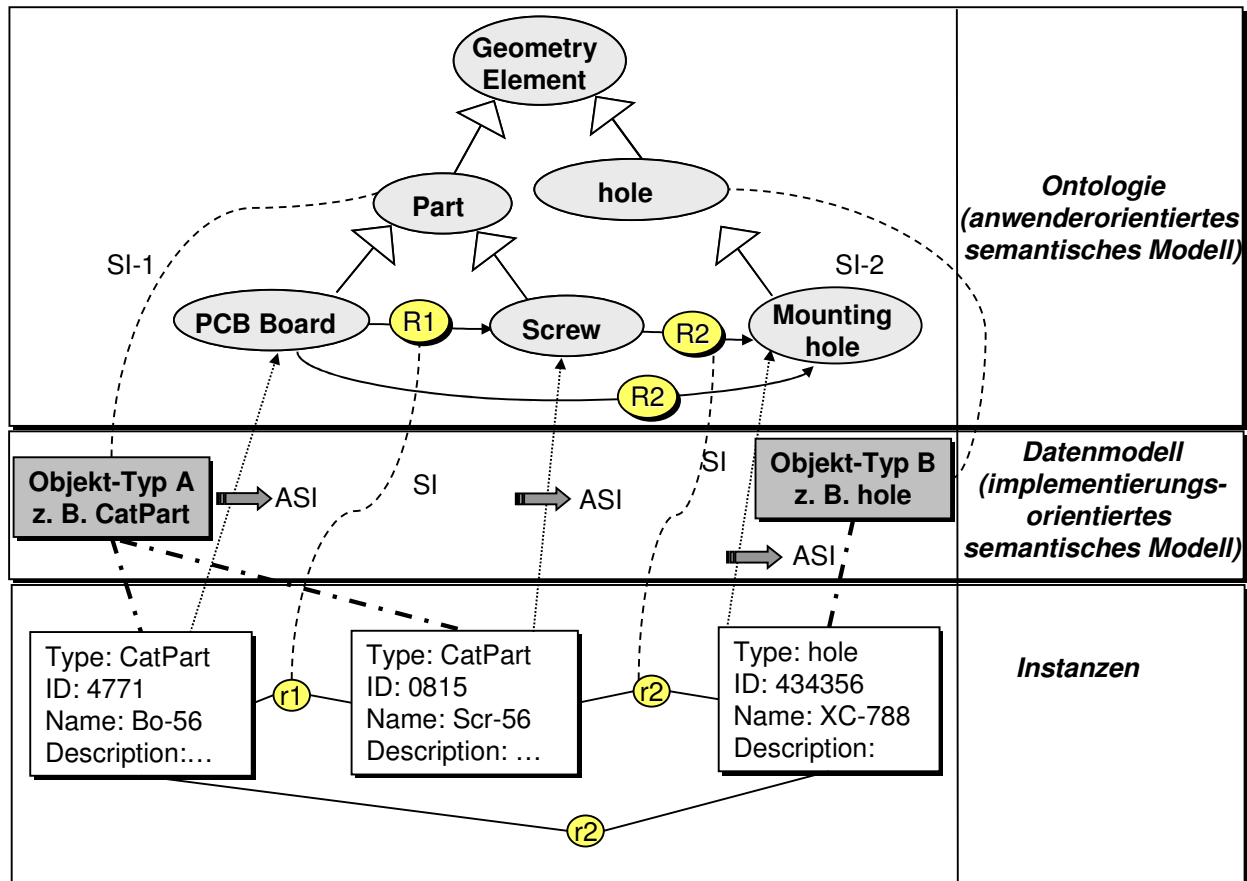 Geometry
Element
Part
hole
SI-1
SI-2
PCB Board
R1
Screw
R2
Mounting
hole
R2
Ontologie
(anwenderorientiertes
semantisches Modell)
Objekt-Typ A
z. B. CatPart
ASI
SI
ASI
SI
Objekt-Typ B
z. B. hole
ASI
Datenmodell
(implementierungs-
orientiertes
semantisches Modell)
Type: CatPart
ID: 4771
Name: Bo-56
Description:…
r1
Type: CatPart
ID: 0815
Name: Scr-56
Description: …
r2
Type: hole
ID: 434356
Name: XC-788
Description:
r2
Instanzen